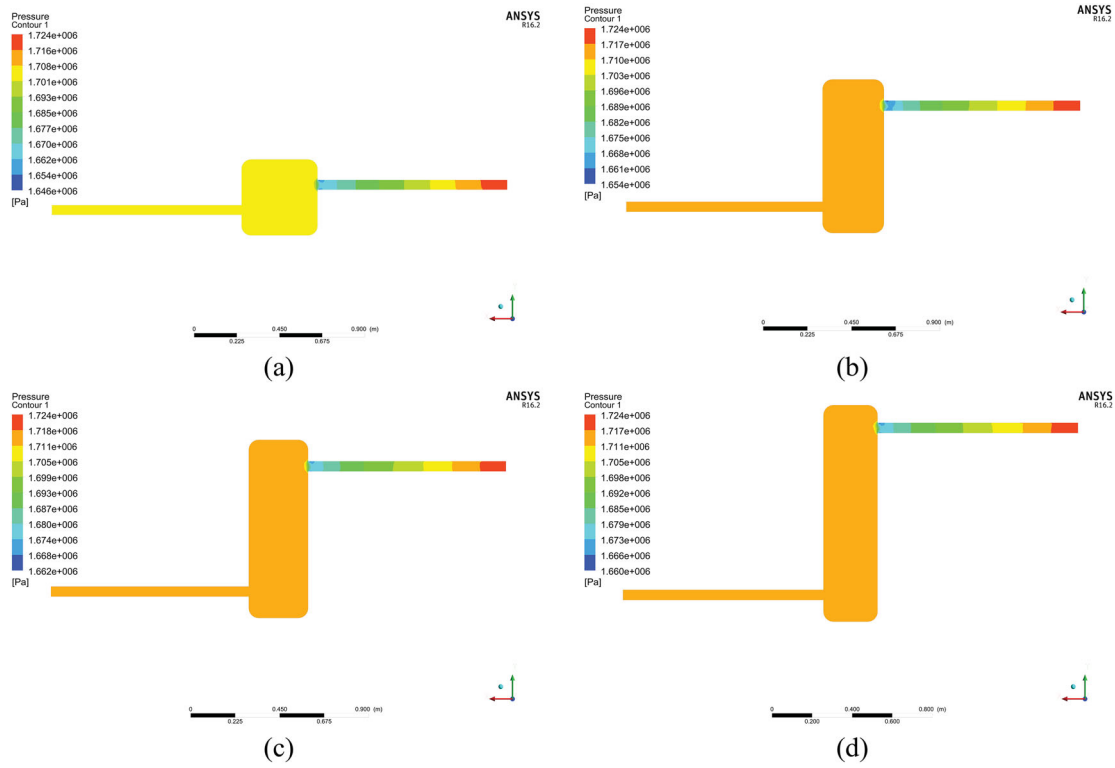 Pressure
Contour 1
1.724e+006
1.716e+006
1.708e+006
1.701e+006
1.693e+006
1.685e+006
1.677e+006
1.670e+006
1.662e+006
1.654e+006
1.646e+006
[Pa]
ANSYS
R16.2
0 0.450 0.900 (m)
0.225 0.675
(a)
Pressure
Contour 1
1.724e+006
1.717e+006
1.710e+006
1.703e+006
1.696e+006
1.689e+006
1.682e+006
1.675e+006
1.668e+006
1.661e+006
1.654e+006
[Pa]
ANSYS
R16.2
0 0.450 0.900 (m)
0.225 0.675
(b)
Pressure
Contour 1
1.724e+006
1.718e+006
1.711e+006
1.705e+006
1.699e+006
1.693e+006
1.687e+006
1.680e+006
1.674e+006
1.668e+006
1.662e+006
[Pa]
ANSYS
R16.2
0 0.450 0.900 (m)
0.225 0.675
(c)
Pressure
Contour 1
1.724e+006
1.717e+006
1.711e+006
1.705e+006
1.698e+006
1.692e+006
1.685e+006
1.679e+006
1.673e+006
1.666e+006
1.660e+006
[Pa]
ANSYS
R16.2
0 0.400 0.800 (m)
0.200 0.600
(d)